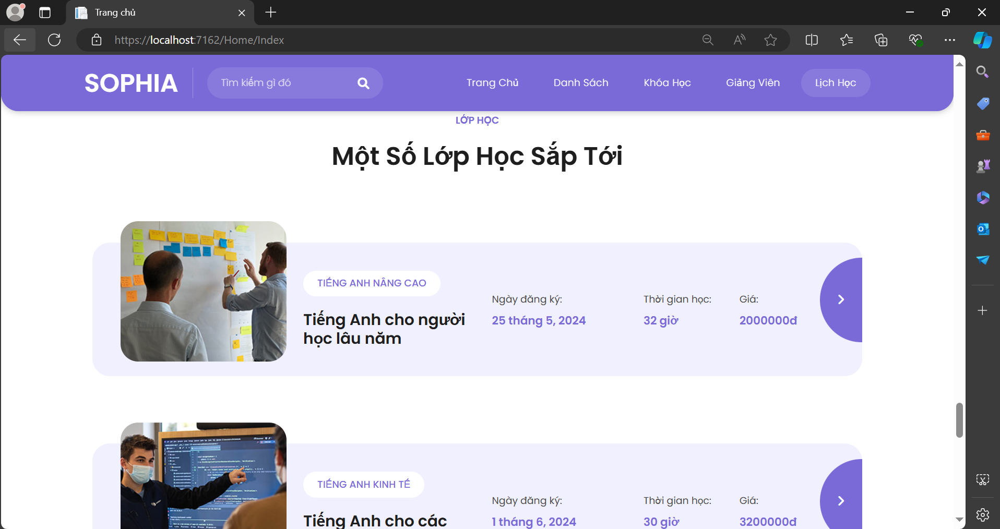 Trang chủ
https://localhost:7162/Home/Index
SOPHIA
Tìm kiếm gì đó
Trang Chủ
Danh Sách
Khóa Học
Giảng Viên
Lịch Học
LỚP HỌC
Một Số Lớp Học Sắp Tới
TIẾNG ANH NÂNG CAO
Tiếng Anh cho người
học lâu năm
Ngày đăng ký:
25 tháng 5, 2024
Thời gian học:
32 giờ
Giá:
2000000đ
TIẾNG ANH KINH TẾ
Tiếng Anh cho các
Ngày đăng ký:
1 tháng 6, 2024
Thời gian học:
30 giờ
Giá:
3200000đ